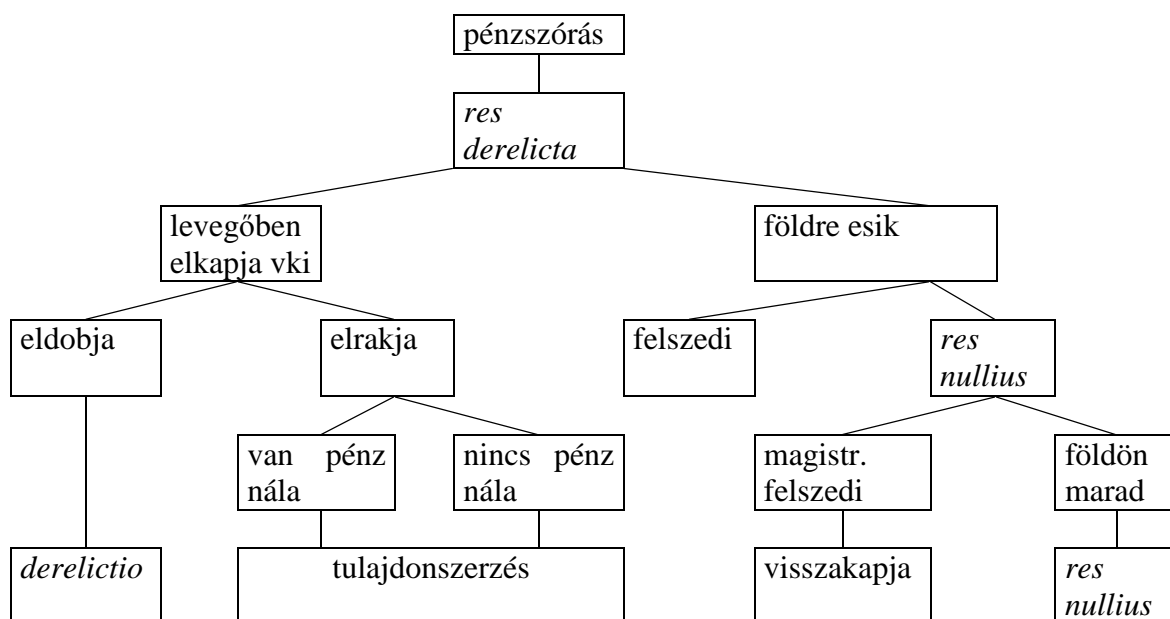 pénzszórás
res
derelicta
levegőben
elkapja vki
földre esik
eldobja
elrakja
felszedi
res
nullius
van pénz
nála
nincs pénz
nála
magistr.
felszedi
földön
marad
derelictio
tulajdonszerzés
visszakapja
res
nullius